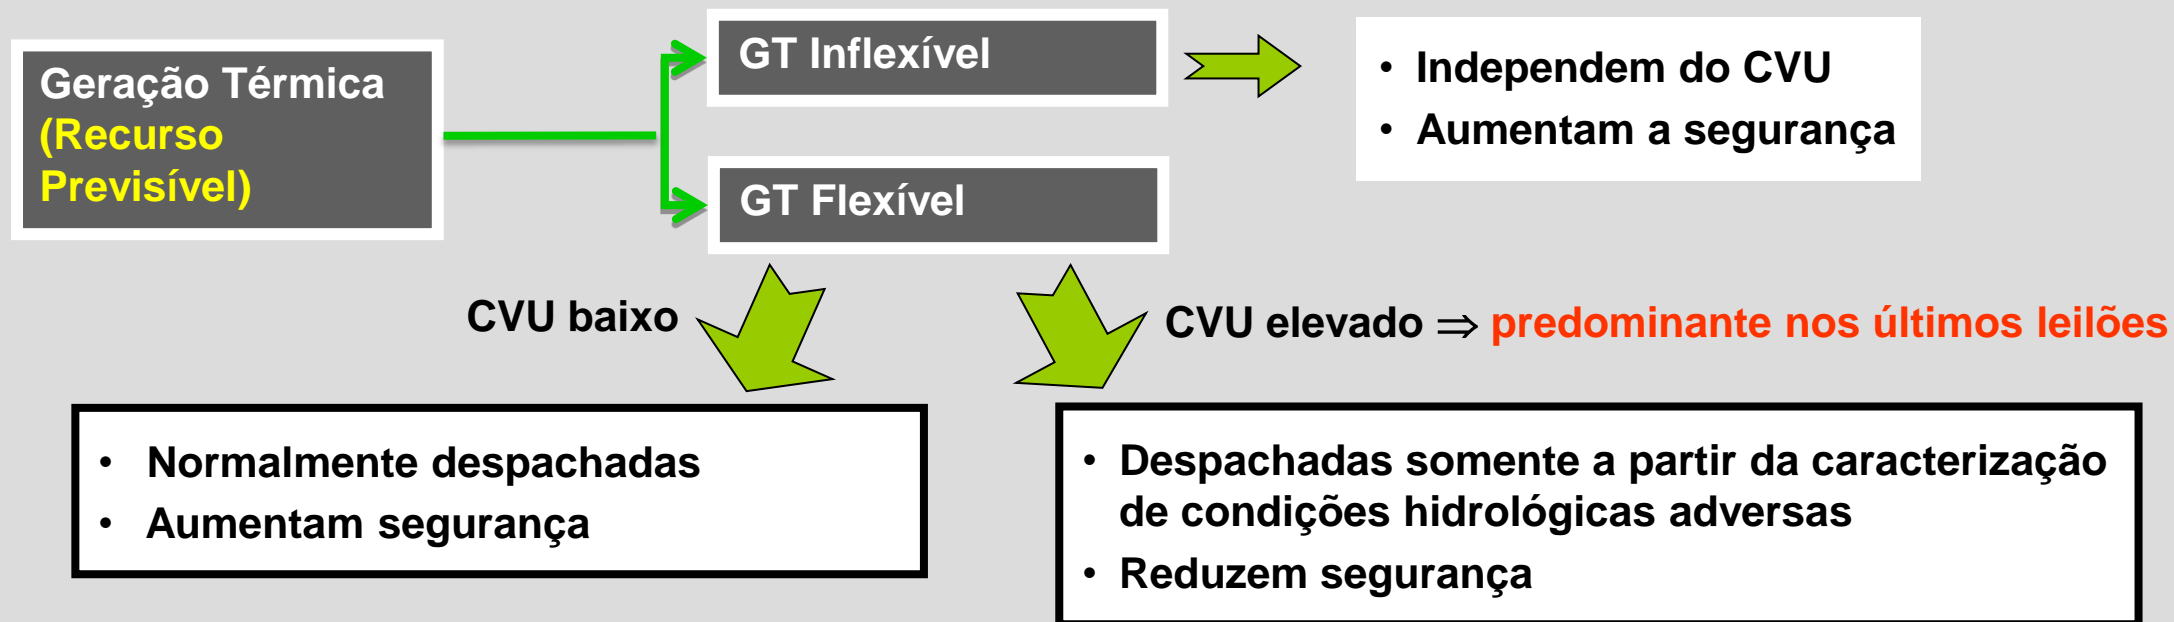 Geração Térmica
(Recurso
Previsível)
GT Inflexível
• Independem do CVU
• Aumentam a segurança
GT Flexível
CVU baixo
CVU elevado ⇒ predominante nos últimos leilões
• Normalmente despachadas
• Aumentam segurança
• Despachadas somente a partir da caracterização
de condições hidrológicas adversas
• Reduzem segurança